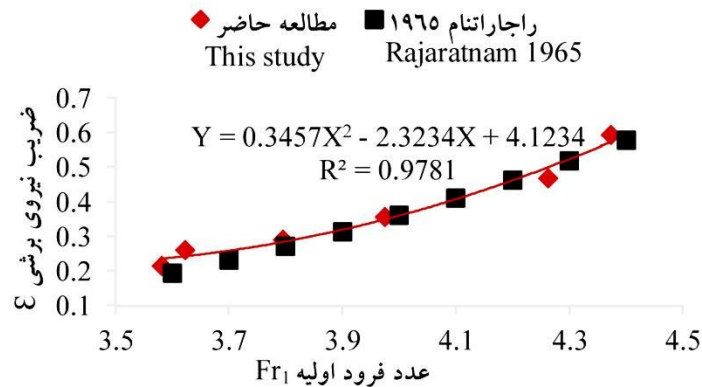 مطالعه حاضر راجاراتنام ۱۹۶۵
This study Rajaratnam 1965
0.7
0.6
0.5
0.4
0.3
0.2
0.1
Y = 0.3457X² - 2.3234X + 4.1234
R² = 0.9781
ضریب نیروی برشی Ɛ
3.5 3.7 3.9 4.1 4.3 4.5
عدد فرود اولیه Fr₁